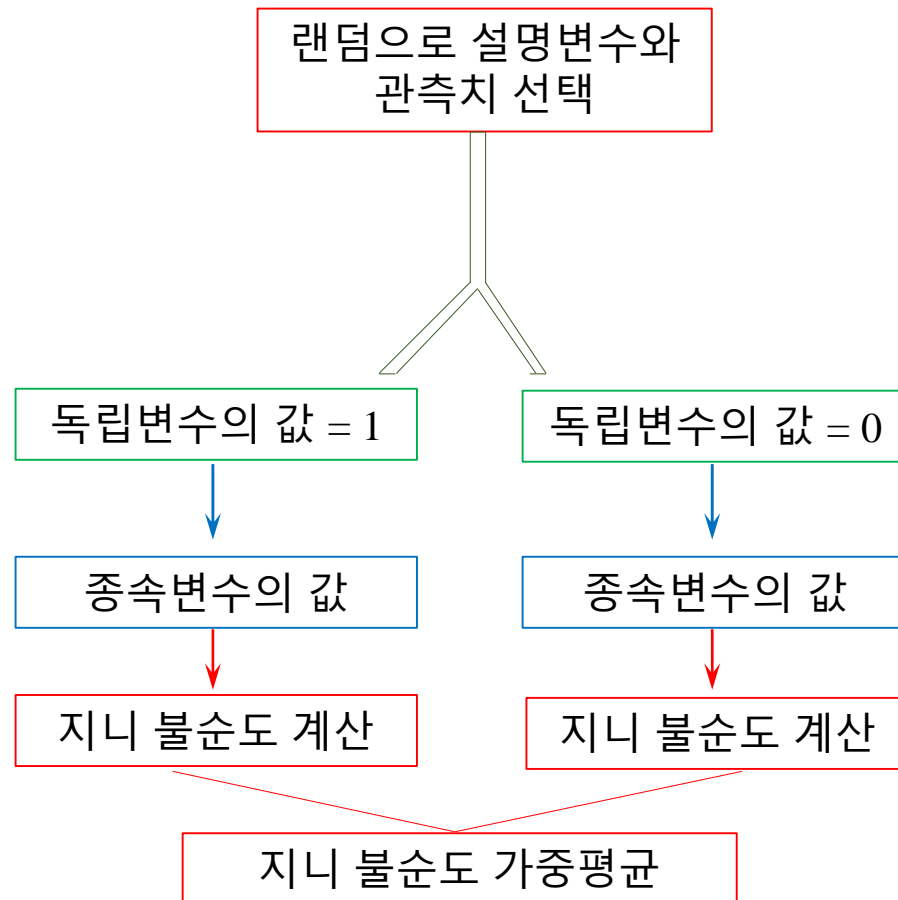 랜덤으로 설명변수와
관측치 선택
독립변수의 값 = 1
독립변수의 값 = 0
종속변수의 값
종속변수의 값
지니 불순도 계산
지니 불순도 계산
지니 불순도 가중평균